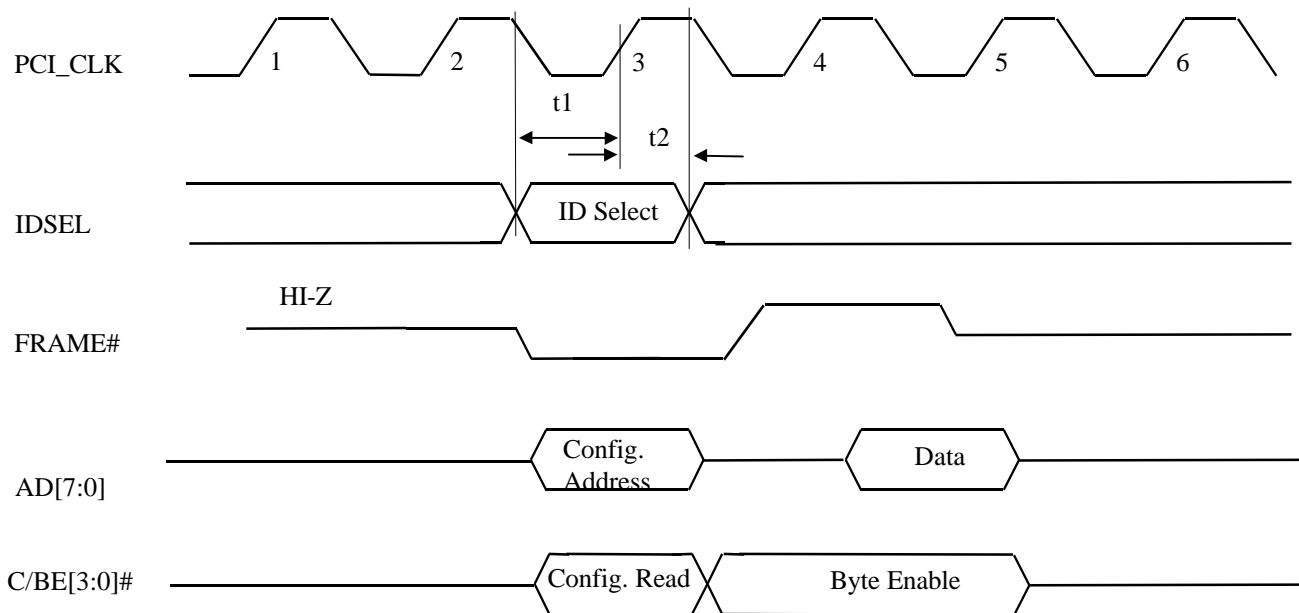 PCI_CLK
1 2 3 4 5 6
t1
t2
IDSEL
ID Select
HI-Z
FRAME#
AD[7:0]
Config.
Address
Data
C/BE[3:0]#
Config. Read
Byte Enable